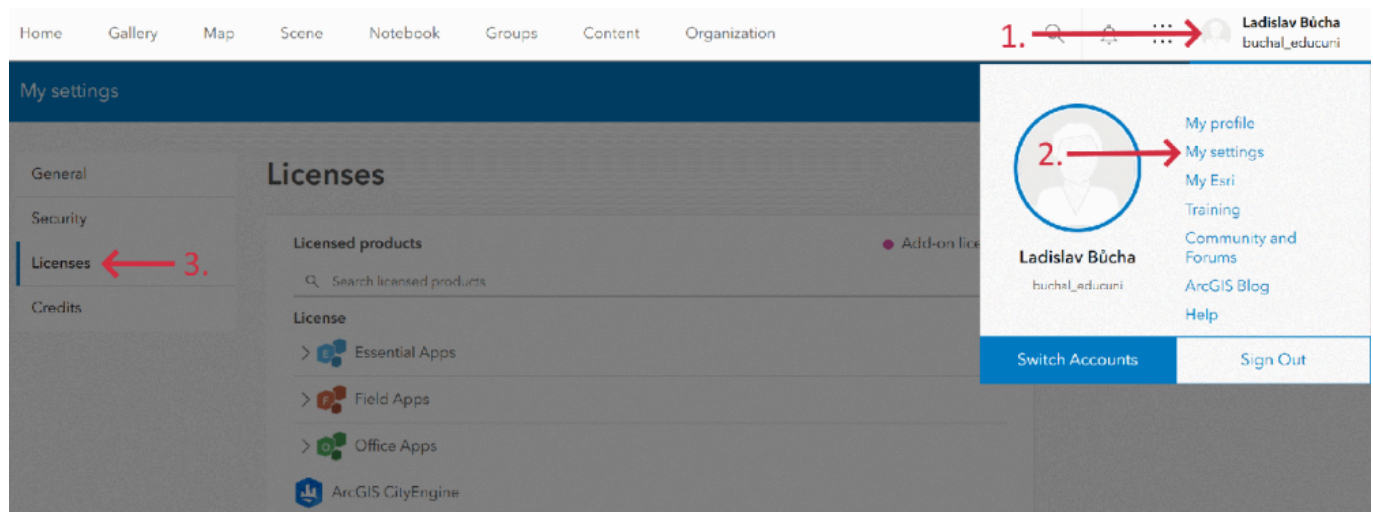 Home Gallery Map Scene Notebook Groups Content Organization
1.
Ladislav Bůcha
buchal_educuni
My settings
General
Security
Licenses
3.
Credits
Licenses
Licensed products
Add-on lice
Search licensed products
License
Essential Apps
Field Apps
Office Apps
ArcGIS CityEngine
Ladislav Bůcha
buchal_educuni
2.
My profile
My settings
My Esri
Training
Community and
Forums
ArcGIS Blog
Help
Switch Accounts
Sign Out